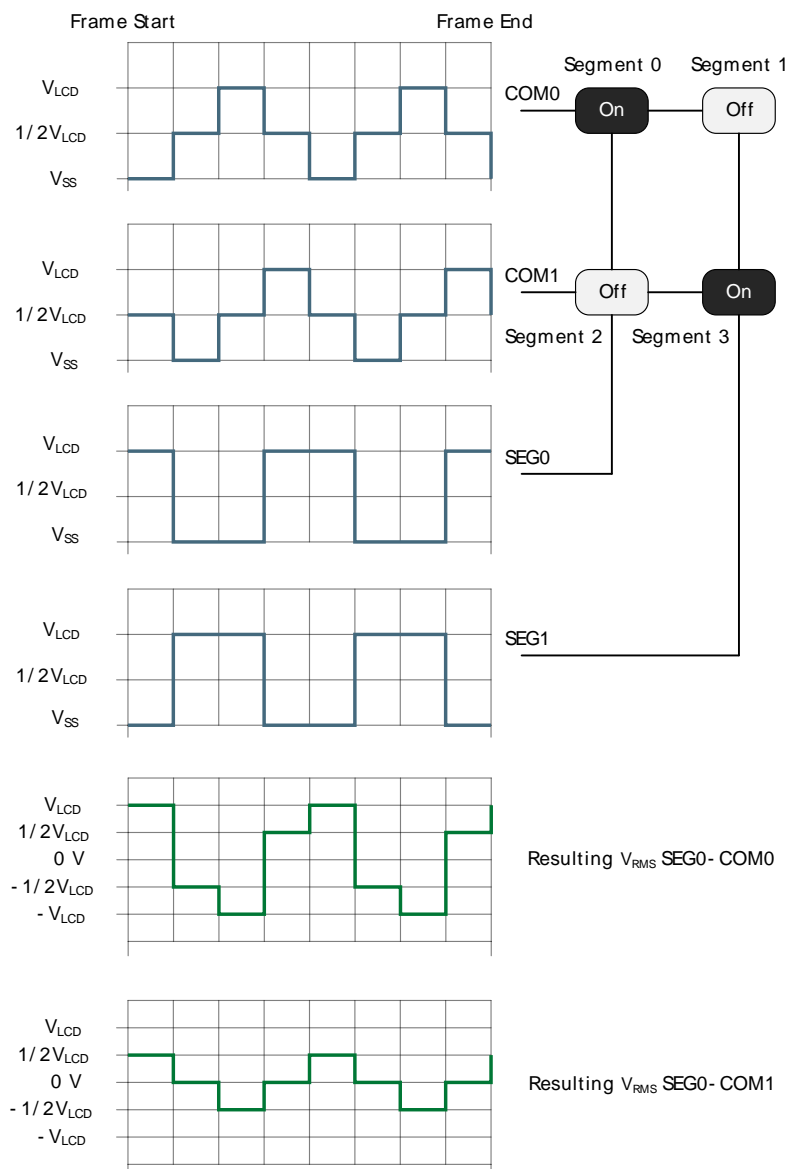 Frame Start
Frame End
Segment 0
Segment 1
VLCD
1/2VLCD
VSS
COM0
On
Off
VLCD
1/2VLCD
VSS
COM1
Off
On
Segment 2
Segment 3
VLCD
1/2VLCD
VSS
SEG0
VLCD
1/2VLCD
VSS
SEG1
VLCD
1/2VLCD
0 V
- 1/2VLCD
- VLCD
Resulting VRMS SEG0-COM0
VLCD
1/2VLCD
0 V
- 1/2VLCD
- VLCD
Resulting VRMS SEG0-COM1